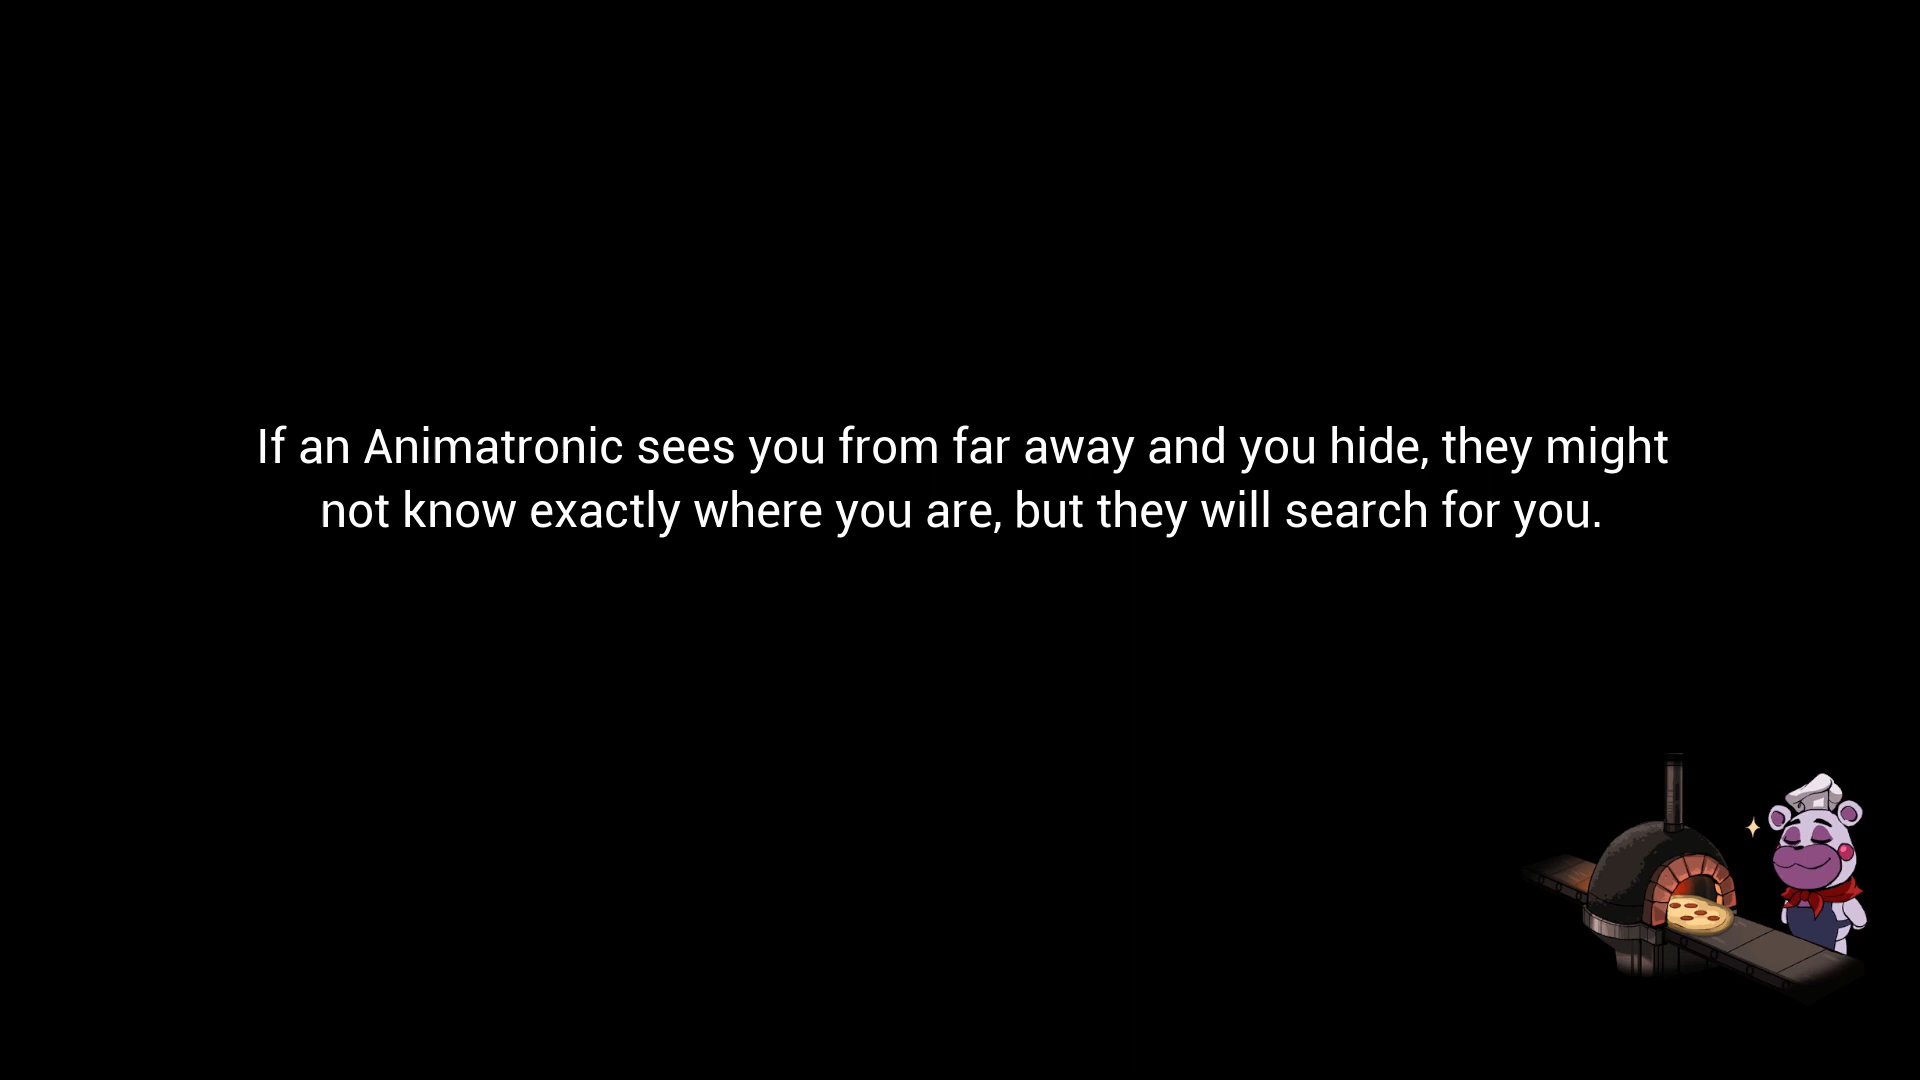 If an Animatronic sees you from far away and you hide, they might
not know exactly where you are, but they will search for you.